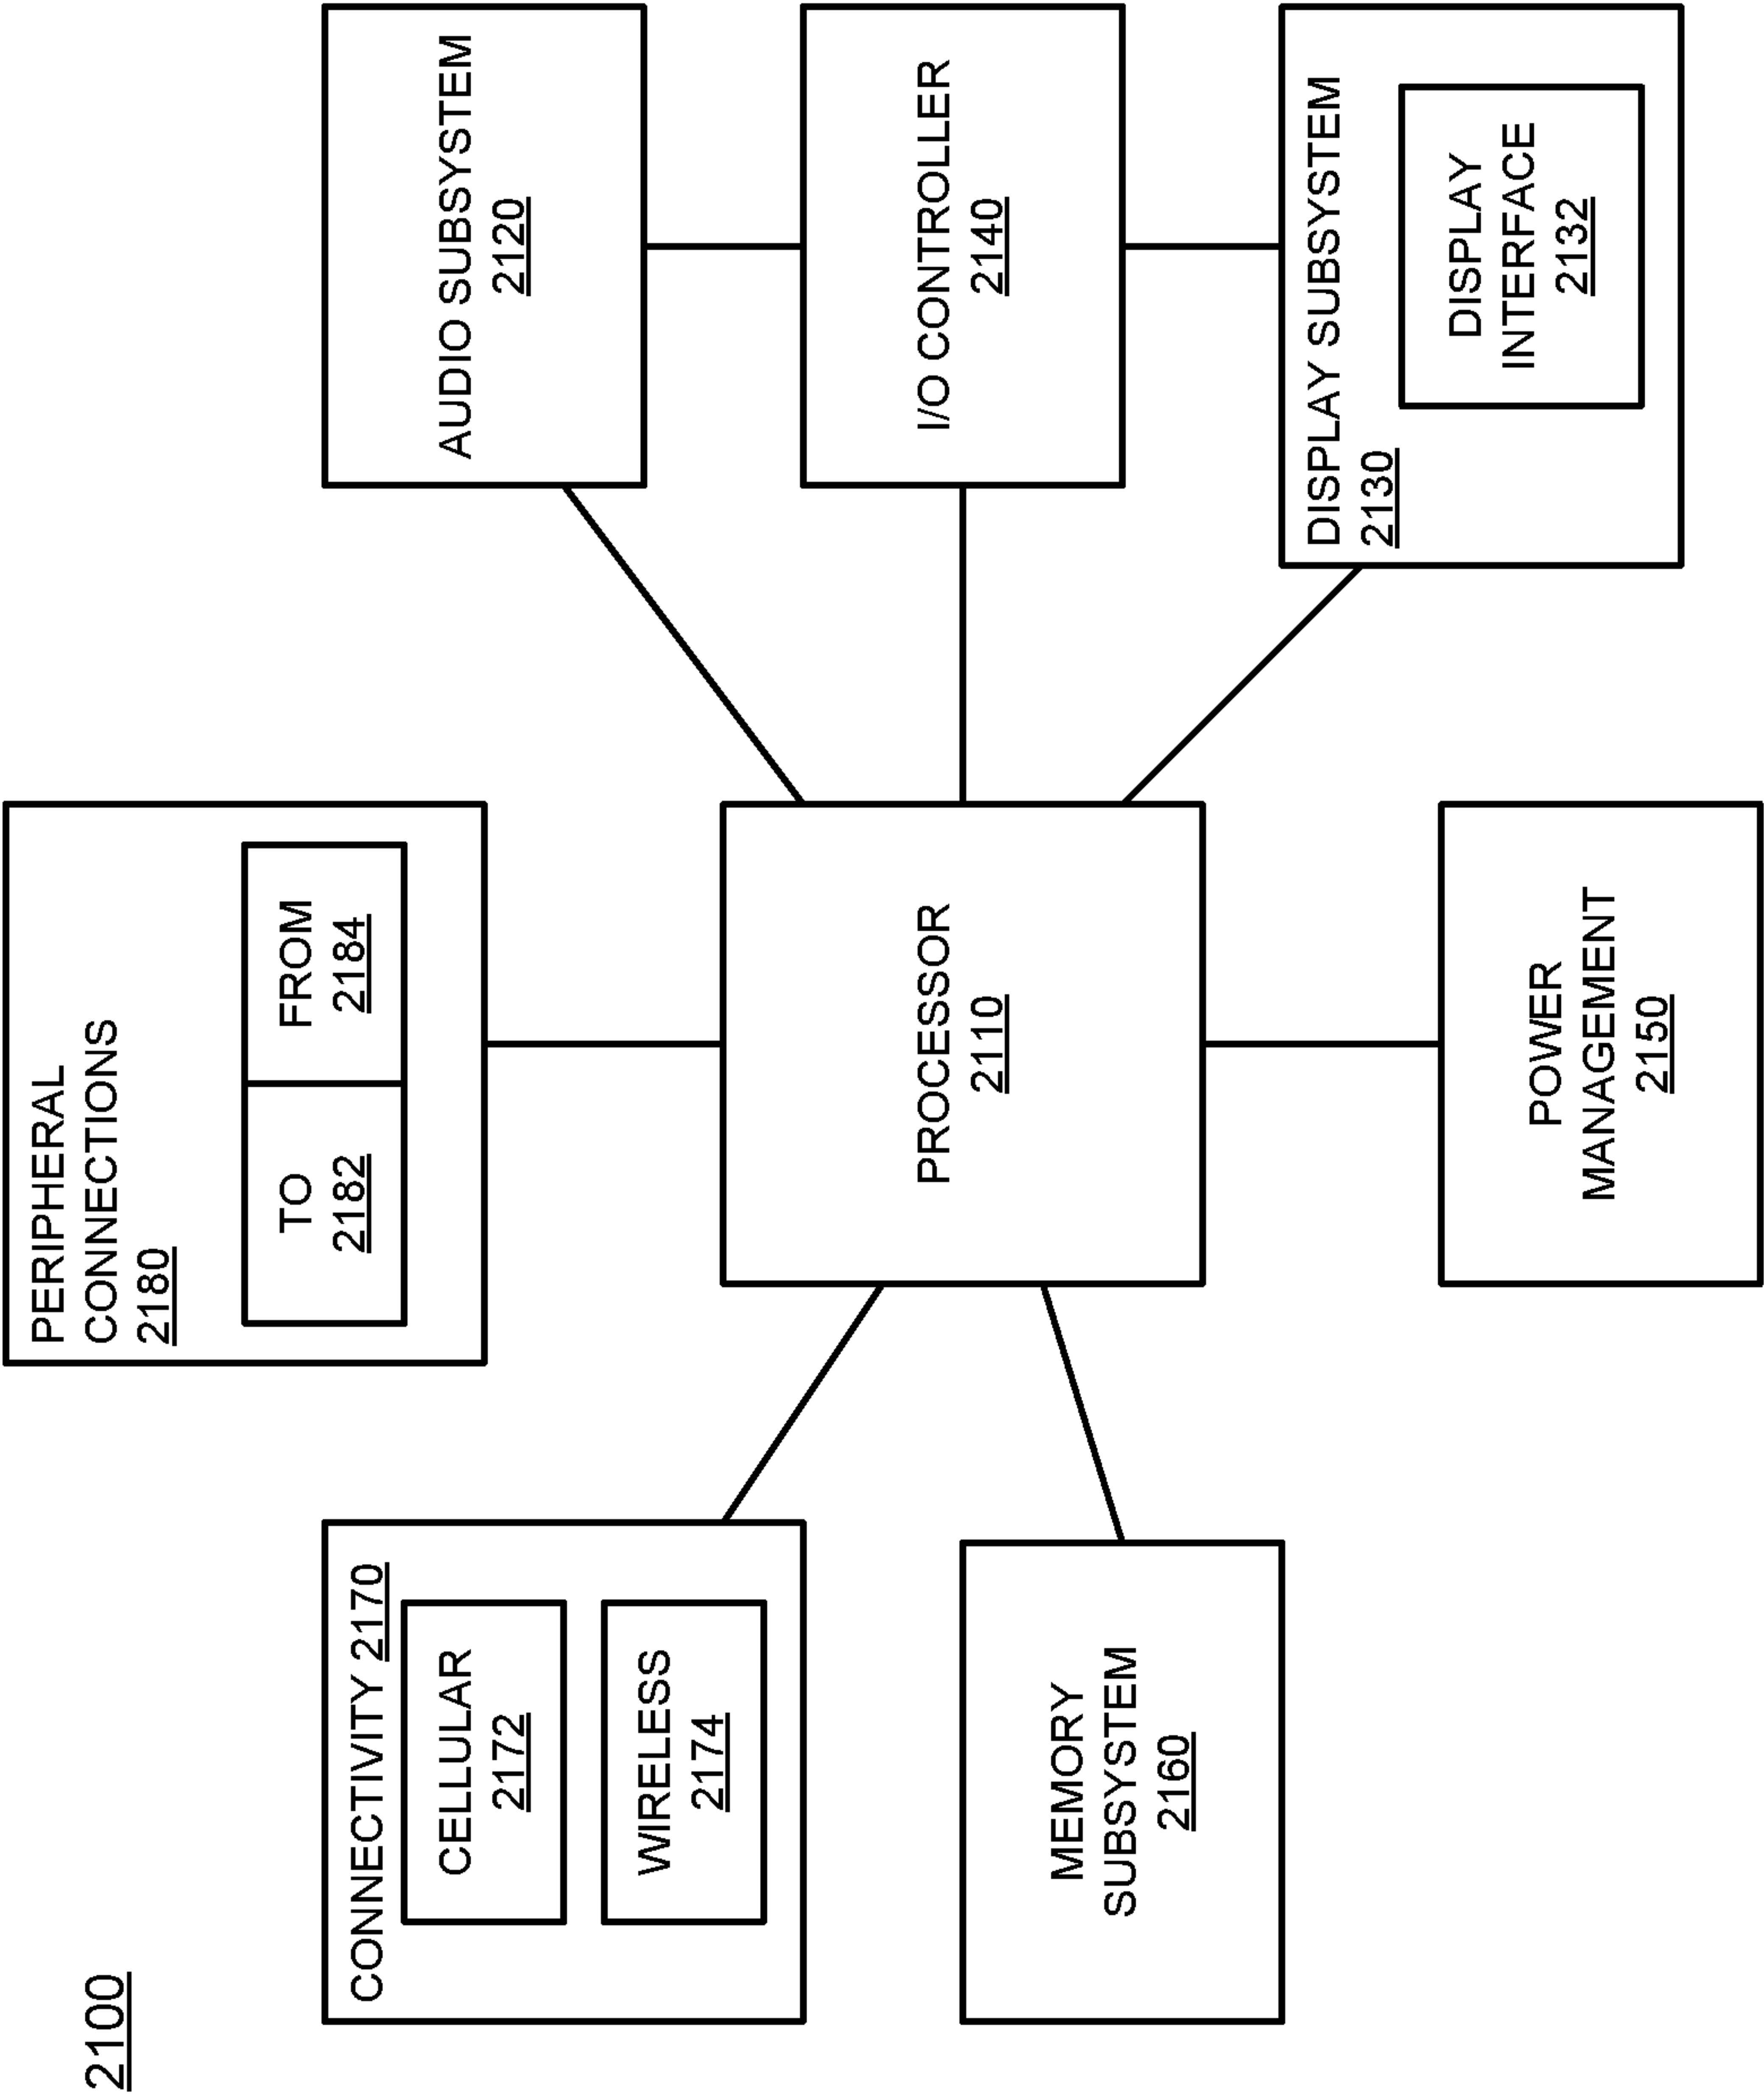 2100
PERIPHERAL
CONNECTIONS
2180
TO
2182
FROM
2184
CONNECTIVITY 2170
CELLULAR
2172
WIRELESS
2174
AUDIO SUBSYSTEM
2120
PROCESSOR
2110
I/O CONTROLLER
2140
MEMORY
SUBSYSTEM
2160
DISPLAY SUBSYSTEM
2130
DISPLAY
INTERFACE
2132
POWER
MANAGEMENT
2150